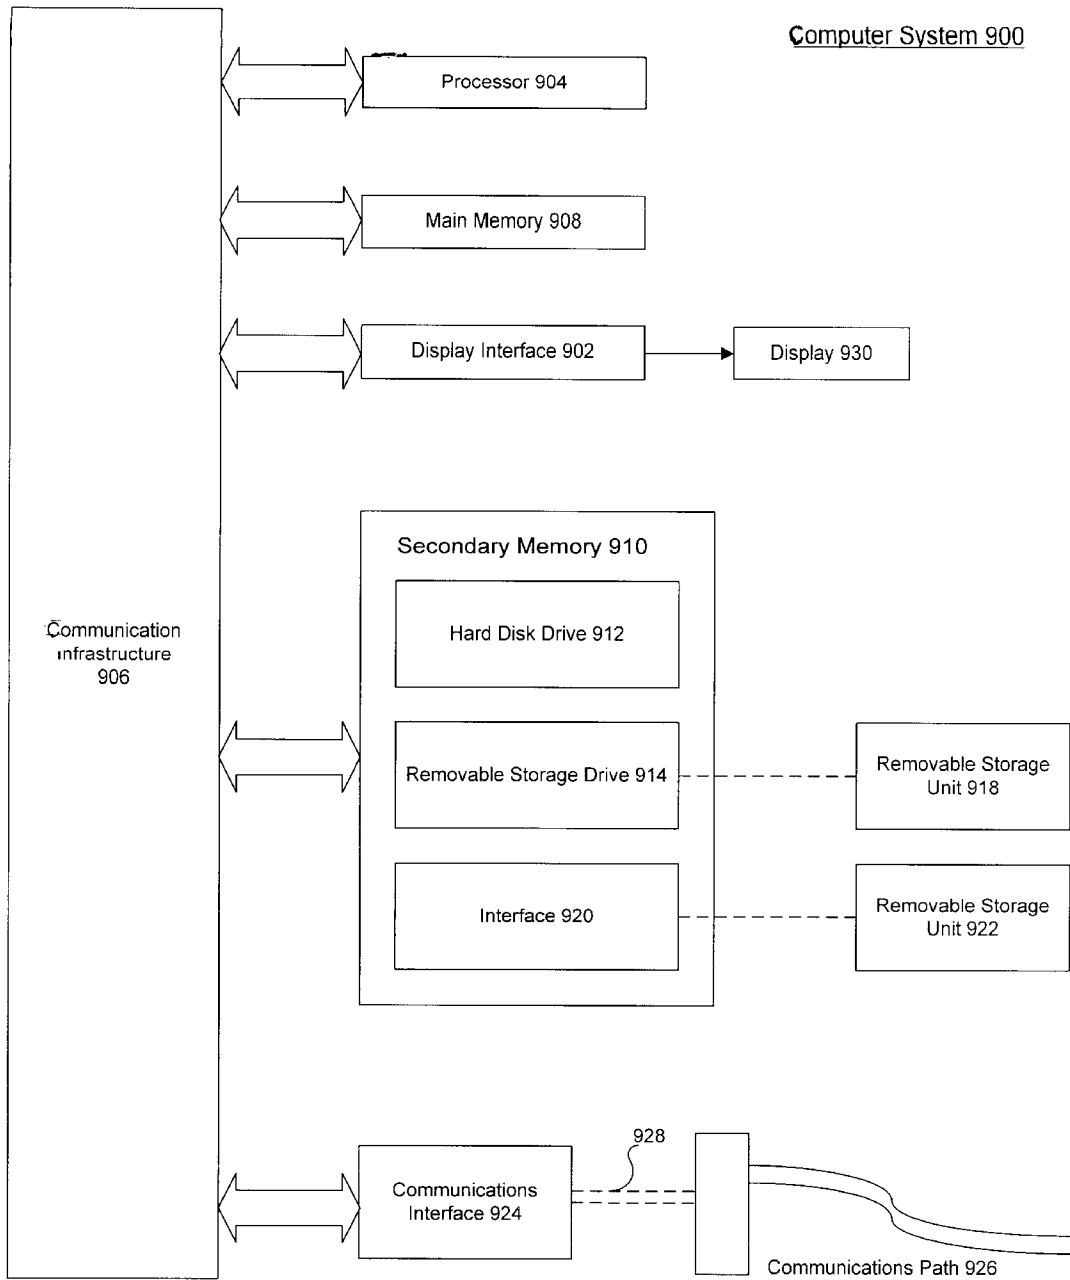 Computer System 900
Processor 904
Main Memory 908
Display Interface 902
Display 930
Secondary Memory 910
Hard Disk Drive 912
Communication
Infrastructure
906
Removable Storage Drive 914
Removable Storage
Unit 918
Interface 920
Removable Storage
Unit 922
928
Communications
Interface 924
Communications Path 926